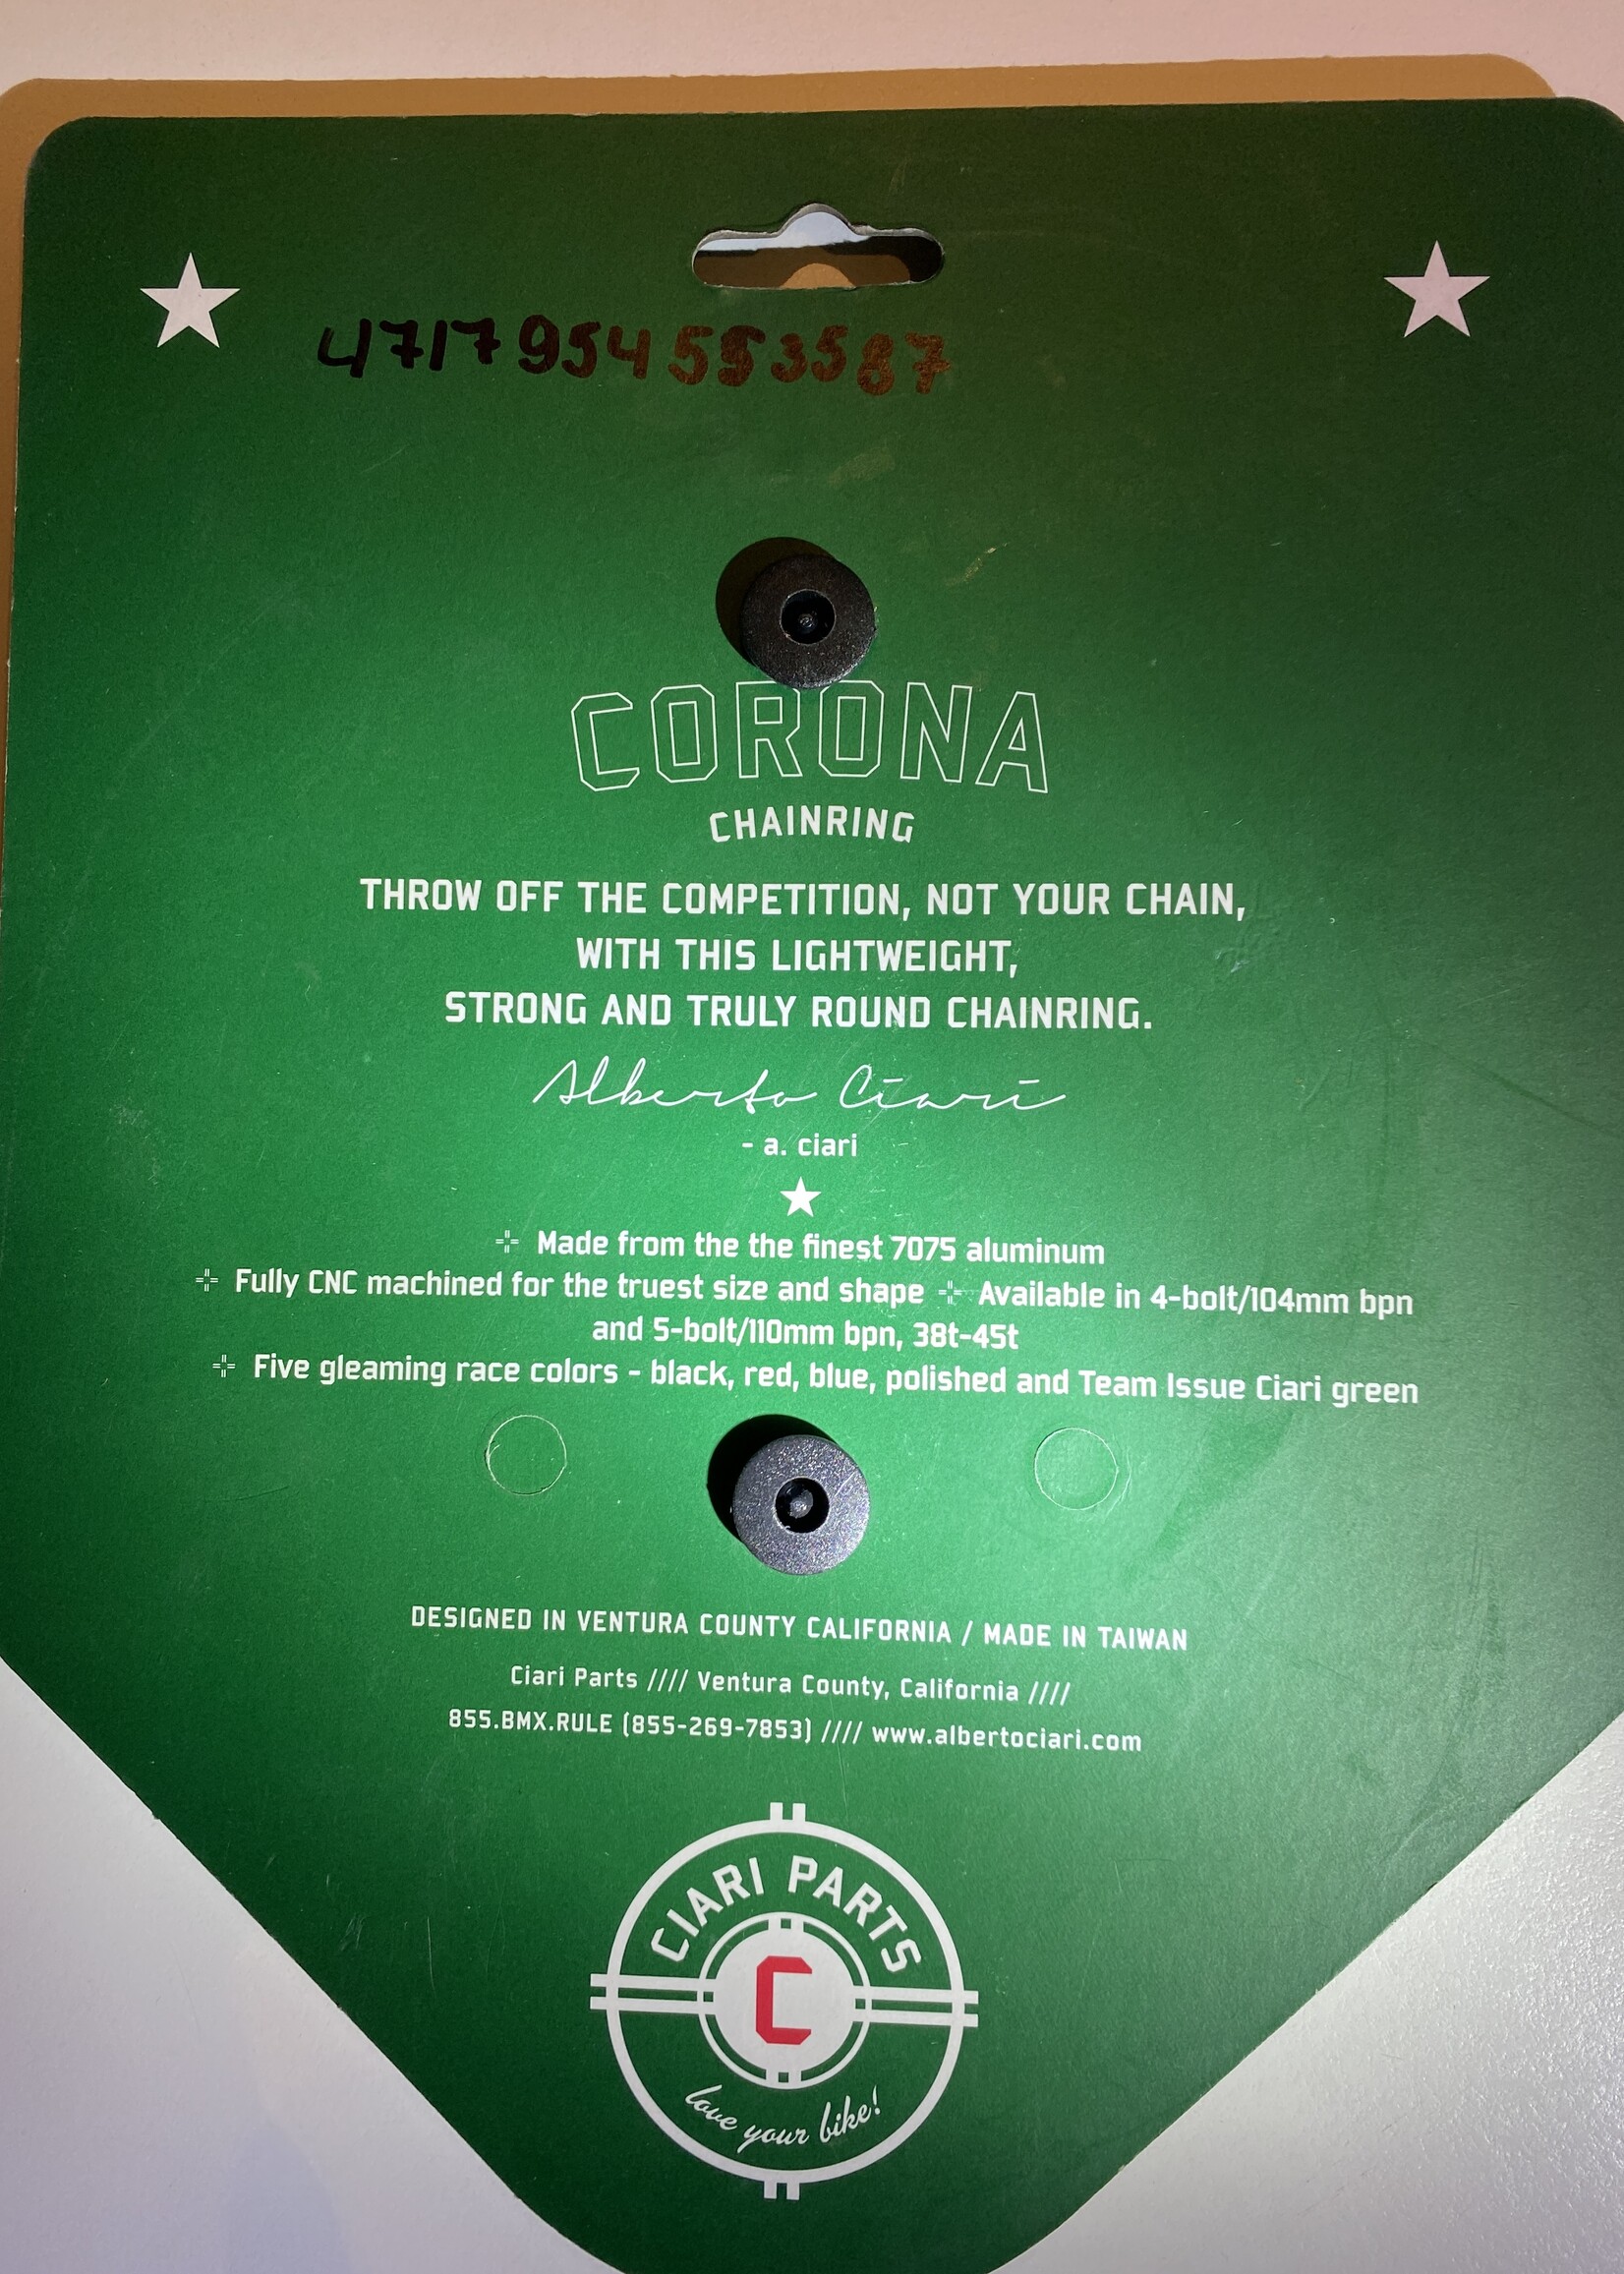 4717954553587
CORONA
CHAINRING
THROW OFF THE COMPETITION, NOT YOUR CHAIN,
WITH THIS LIGHTWEIGHT,
STRONG AND TRULY ROUND CHAINRING.
Alberto Ciari
- a. ciari
Made from the the finest 7075 aluminum
Fully CNC machined for the truest size and shape Available in 4-bolt/104mm bpn
and 5-bolt/110mm bpn, 38t-45t
Five gleaming race colors - black, red, blue, polished and Team Issue Ciari green
DESIGNED IN VENTURA COUNTY CALIFORNIA / MADE IN TAIWAN
Ciari Parts //// Ventura County, California ////
855.BMX.RULE (855-269-7853) //// www.albertociari.com
CIARI PARTS
C
love your bike!